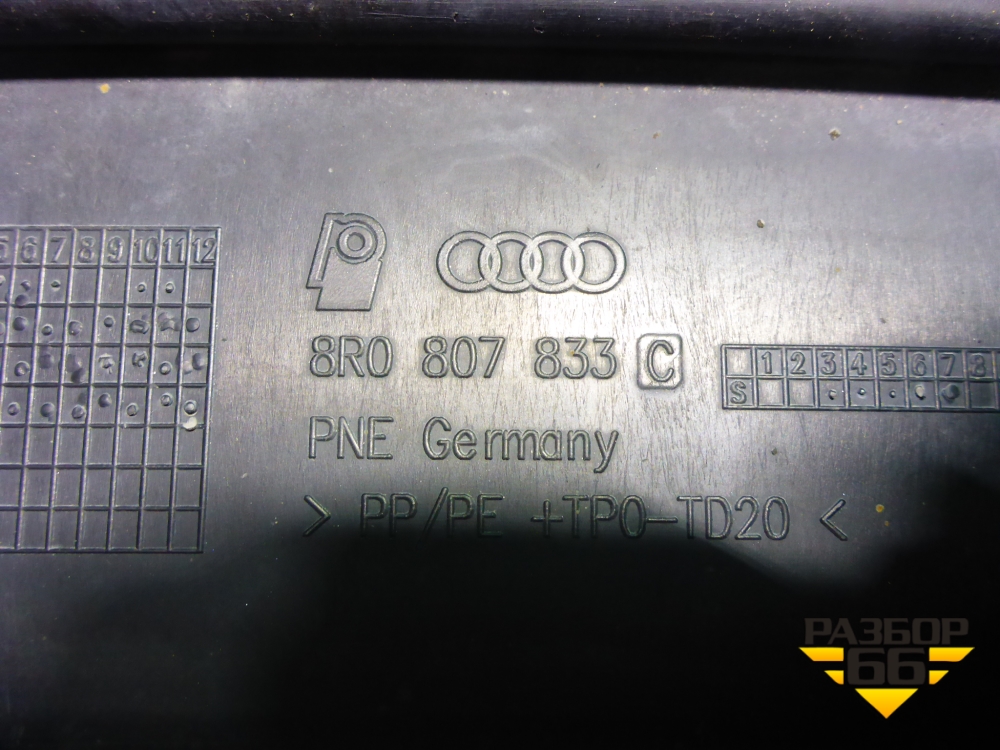 5 6 7 8 9 10 11 12
8R0 807 833 C
1 2 3 4 5 6 7 8
S
PNE Germany
> PP/PE +TPO-TD20 <
РАЗБОР
66